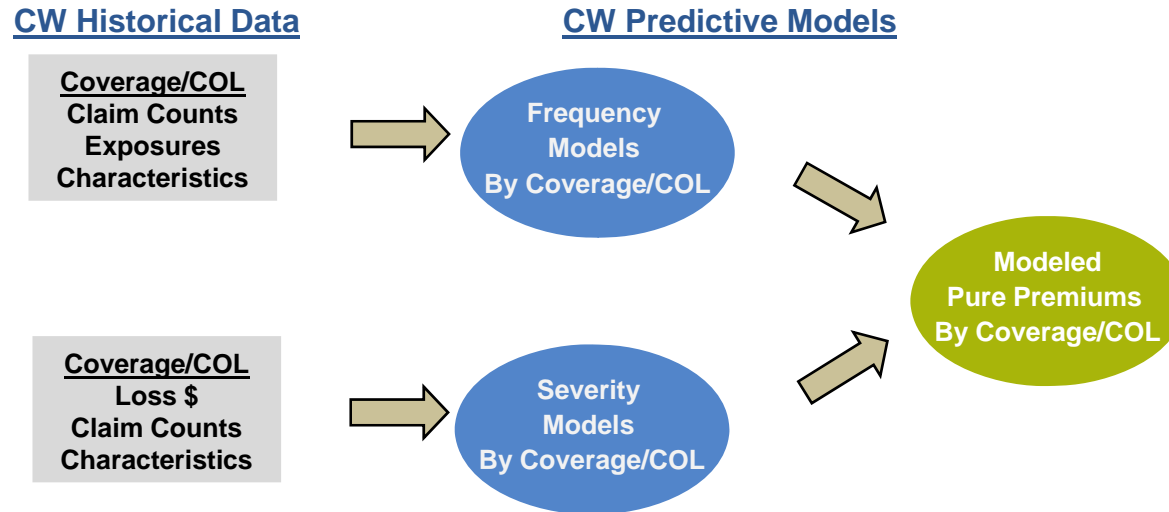 CW Historical Data
CW Predictive Models
Coverage/COL
Claim Counts
Exposures
Characteristics
Frequency
Models
By Coverage/COL
Modeled
Pure Premiums
By Coverage/COL
Coverage/COL
Loss $
Claim Counts
Characteristics
Severity
Models
By Coverage/COL